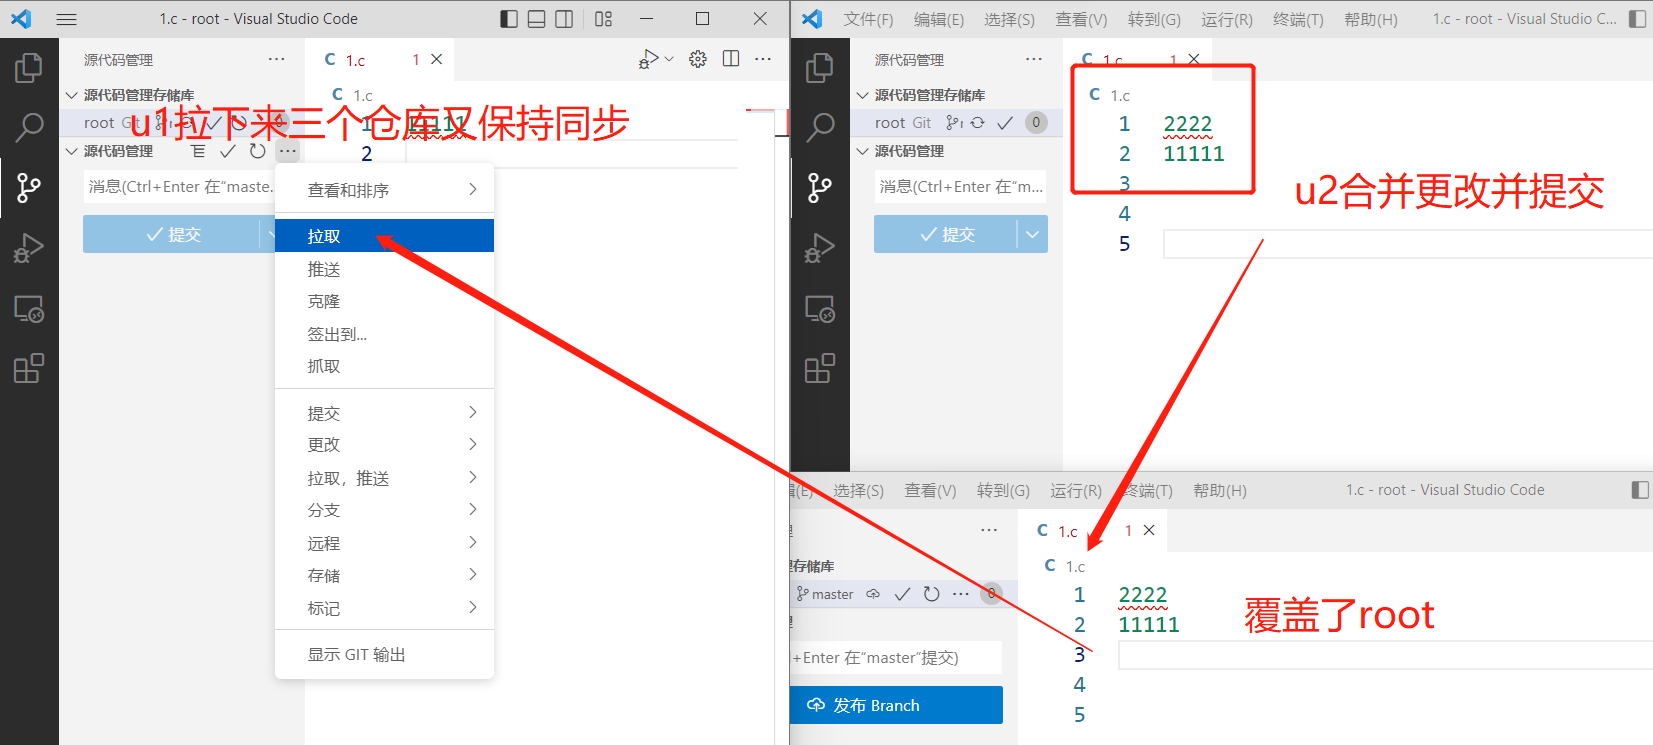 1.c - root - Visual Studio Code
源代码管理
1.c 1
源代码管理存储库
1.c
root Git
u1拉下来三个仓库又保持同步
1 11111
源代码管理
2
消息(Ctrl+Enter 在“maste...
提交
查看和排序
拉取
推送
克隆
签出到...
抓取
提交
更改
拉取，推送
分支
远程
存储
标记
显示 GIT 输出
文件(F) 编辑(E) 选择(S) 查看(V) 转到(G) 运行(R) 终端(T) 帮助(H) 1.c - root - Visual Studio C...
源代码管理
C 1.c 1
源代码管理存储库
C 1.c
root Git 0
1 2222
源代码管理
2 11111
消息(Ctrl+Enter 在“m...
3
4
提交
5
u2合并更改并提交
辑(E) 选择(S) 查看(V) 转到(G) 运行(R) 终端(T) 帮助(H) 1.c - root - Visual Studio Code
理
C 1.c 1
存储库
C 1.c
master 0
1 2222
理
2 11111
覆盖了root
+Enter 在“master”提交)
3
4
发布 Branch
5